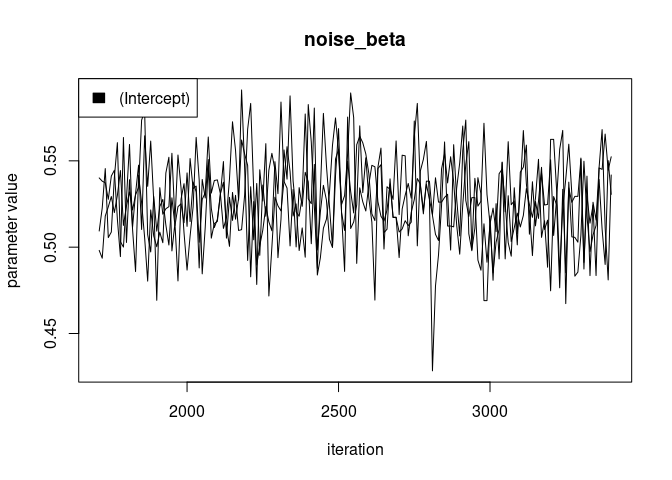 noise_beta
(Intercept)
parameter value
0.55
0.50
0.45
2000
2500
3000
iteration